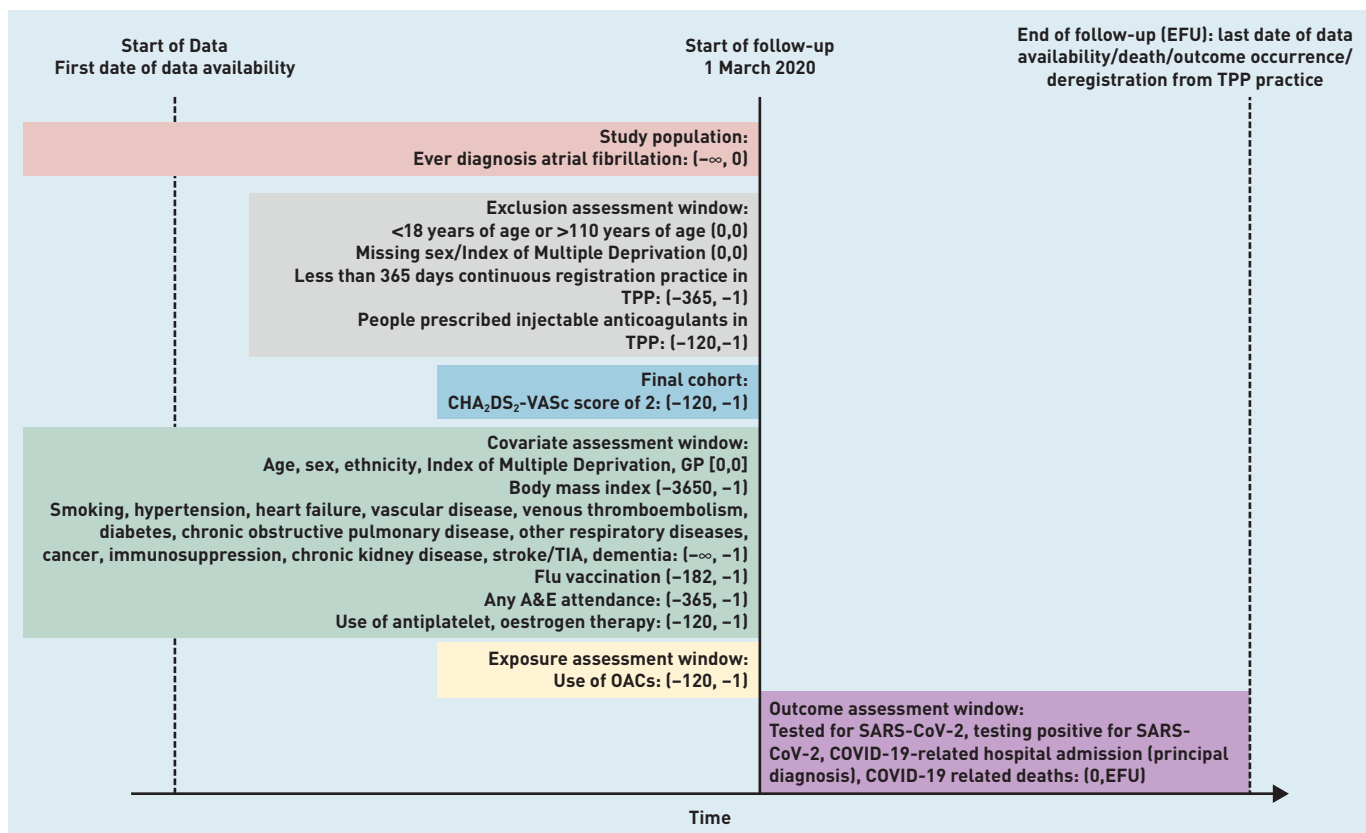 Start of Data
First date of data availability
Start of follow-up
1 March 2020
End of follow-up (EFU): last date of data
availability/death/outcome occurrence/
deregistration from TPP practice
Study population:
Ever diagnosis atrial fibrillation: (−∞, 0)
Exclusion assessment window:
<18 years of age or >110 years of age (0,0)
Missing sex/Index of Multiple Deprivation (0,0)
Less than 365 days continuous registration practice in
TPP: (−365, −1)
People prescribed injectable anticoagulants in
TPP: (−120,−1)
Final cohort:
CHA₂DS₂-VASc score of 2: (−120, −1)
Covariate assessment window:
Age, sex, ethnicity, Index of Multiple Deprivation, GP [0,0]
Body mass index (−3650, −1)
Smoking, hypertension, heart failure, vascular disease, venous thromboembolism,
diabetes, chronic obstructive pulmonary disease, other respiratory diseases,
cancer, immunosuppression, chronic kidney disease, stroke/TIA, dementia: (−∞, −1)
Flu vaccination (−182, −1)
Any A&E attendance: (−365, −1)
Use of antiplatelet, oestrogen therapy: (−120, −1)
Exposure assessment window:
Use of OACs: (−120, −1)
Outcome assessment window:
Tested for SARS-CoV-2, testing positive for SARS-
CoV-2, COVID-19-related hospital admission (principal
diagnosis), COVID-19 related deaths: (0,EFU)
Time